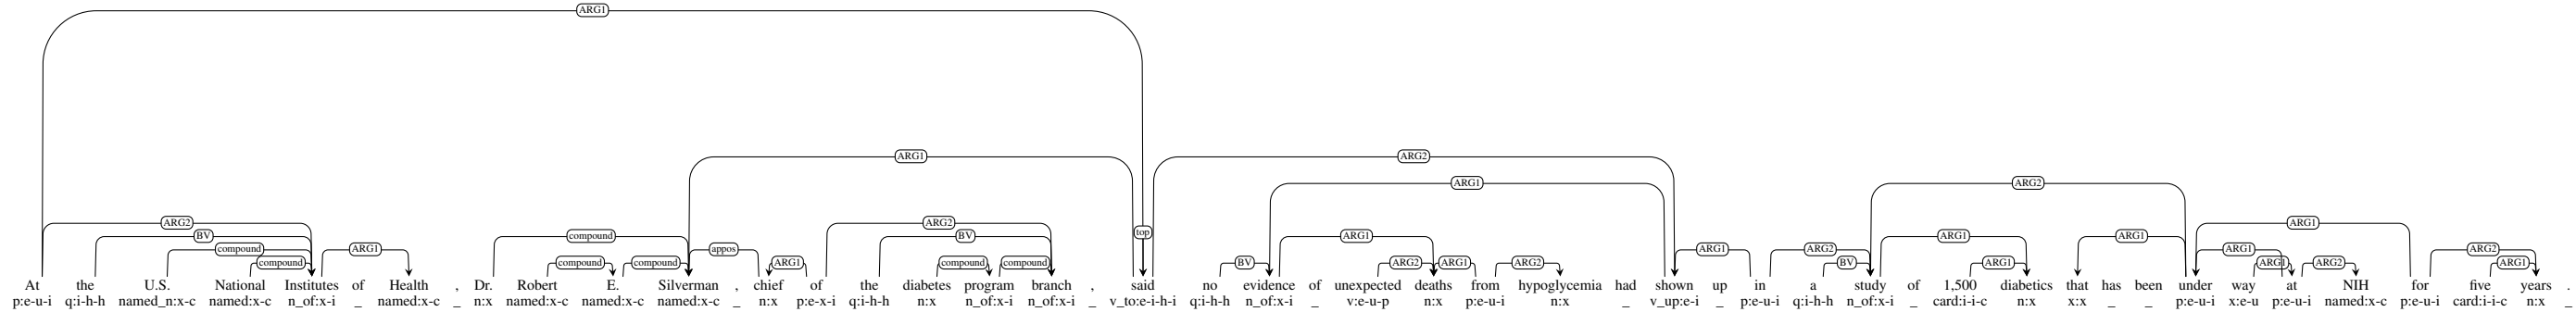 ARG1
ARG1 ARG2
ARG1 ARG2
ARG2 ARG2 top ARG1
BV compound BV ARG1 ARG1 ARG1
compound ARG1 appos ARG1 ARG2 ARG1 ARG2
compound compound compound ARG1 compound compound BV ARG2 ARG1 ARG2 BV ARG1 ARG1 ARG2 ARG1
At the U.S. National Institutes of Health , Dr. Robert E. Silverman , chief of the diabetes program branch , said no evidence of unexpected deaths from hypoglycemia had shown up in a study of 1,500 diabetics that has been under way at NIH for five years .
p:e-u-i q:i-h-h named_n:x-c named:x-c n_of:x-i _ named:x-c _ n:x named:x-c named:x-c named:x-c _ n:x p:e-x-i q:i-h-h n:x n_of:x-i n_of:x-i _ v_to:e-i-h-i q:i-h-h n_of:x-i _ v:e-u-p n:x p:e-u-i n:x _ v_up:e-i _ p:e-u-i q:i-h-h n_of:x-i _ card:i-i-c n:x x:x _ _ p:e-u-i x:e-u p:e-u-i named:x-c p:e-u-i card:i-i-c n:x _